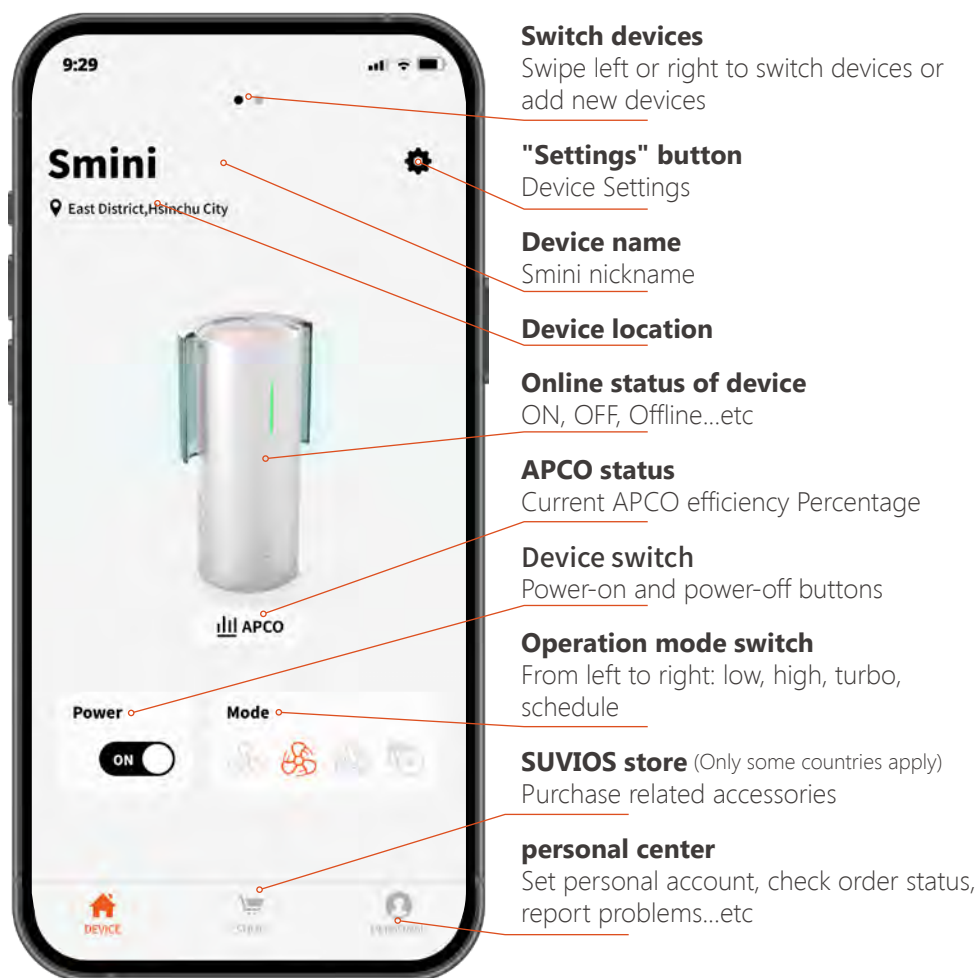 9:29
Smini
East District,Hsinchu City
APCO
Power
Mode
ON
DEVICE
Switch devices
Swipe left or right to switch devices or
add new devices
"Settings" button
Device Settings
Device name
Smini nickname
Device location
Online status of device
ON, OFF, Offline...etc
APCO status
Current APCO efficiency Percentage
Device switch
Power-on and power-off buttons
Operation mode switch
From left to right: low, high, turbo,
schedule
SUVIOS store (Only some countries apply)
Purchase related accessories
personal center
Set personal account, check order status,
report problems...etc